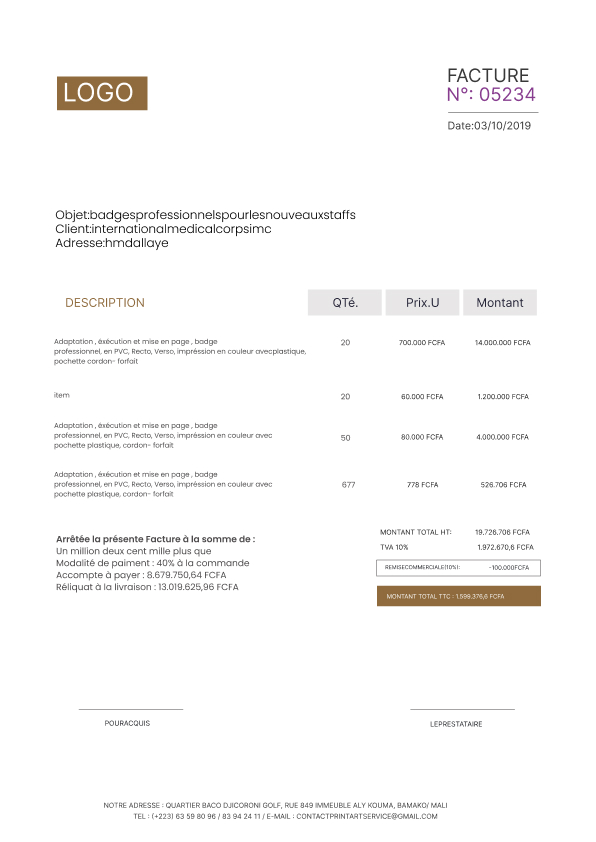 LOGO
FACTURE
N°: 05234
Date:03/10/2019
Objet:badgesprofessionnelspourlesnouveauxstaffs
Client:internationalmedicalcorpsimc
Adresse:hmdallaye
DESCRIPTION QTé. Prix.U Montant
Adaptation , éxécution et mise en page , badge
professionnel, en PVC, Recto, Verso, impréssion en couleur avecplastique,
pochette cordon- forfait
20 700.000 FCFA 14.000.000 FCFA
item 20 60.000 FCFA 1.200.000 FCFA
Adaptation , éxécution et mise en page , badge
professionnel, en PVC, Recto, Verso, impréssion en couleur avec
pochette plastique, cordon- forfait
50 80.000 FCFA 4.000.000 FCFA
Adaptation , éxécution et mise en page , badge
professionnel, en PVC, Recto, Verso, impréssion en couleur avec
pochette plastique, cordon- forfait
677 778 FCFA 526.706 FCFA
MONTANT TOTAL HT: 19.726.706 FCFA
TVA 10% 1.972.670,6 FCFA
REMISECOMMERCIALE(10%): -100.000FCFA
MONTANT TOTAL TTC : 1.599.376,6 FCFA
Arrêtée la présente Facture à la somme de :
Un million deux cent mille plus que
Modalité de paiment : 40% à la commande
Accompte à payer : 8.679.750,64 FCFA
Réliquat à la livraison : 13.019.625,96 FCFA
POURACQUIS
LEPRESTATAIRE
NOTRE ADRESSE : QUARTIER BACO DJICORONI GOLF, RUE 849 IMMEUBLE ALY KOUMA, BAMAKO/ MALI
TEL : (+223) 63 59 80 96 / 83 94 24 11 / E-MAIL : CONTACTPRINTARTSERVICE@GMAIL.COM